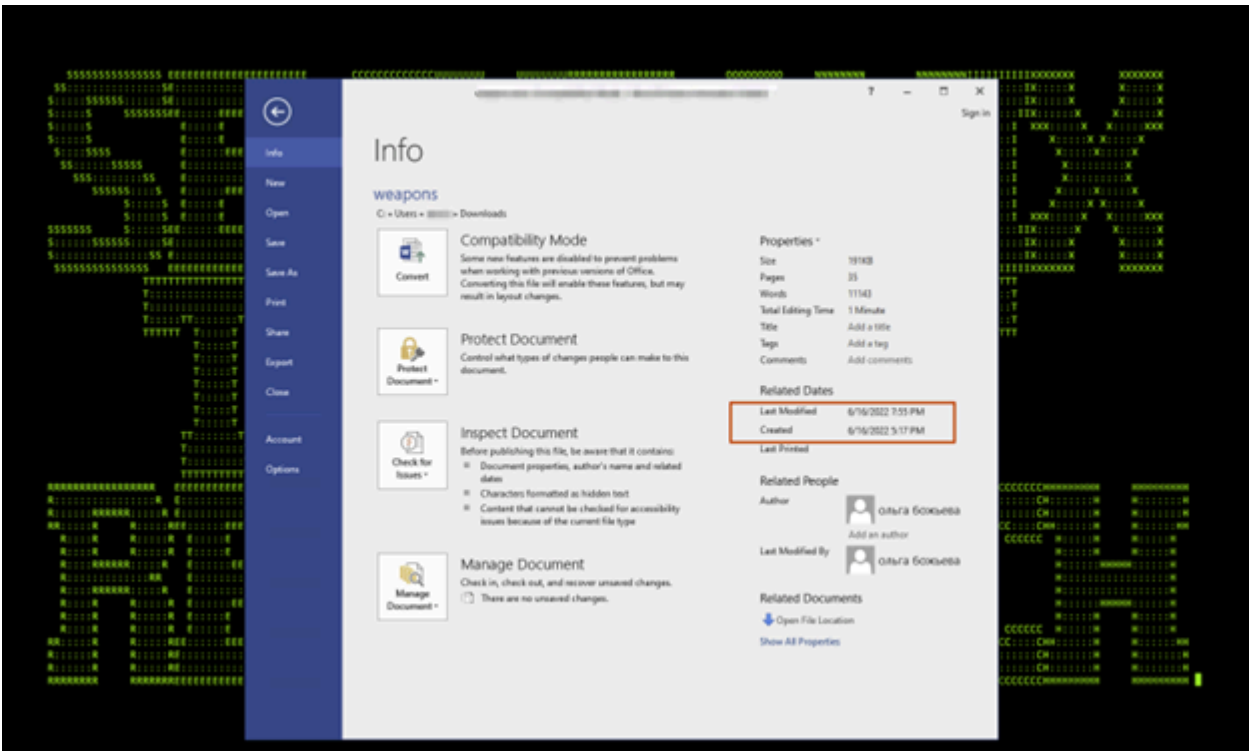 ? – □ ×
Sign in
Info
New
Open
Save
Save As
Print
Share
Export
Close
Account
Options
Info
weapons
C: » Users » » Downloads
Convert
Compatibility Mode
Some new features are disabled to prevent problems
when working with previous versions of Office.
Converting this file will enable these features, but may
result in layout changes.
Protect
Document
Protect Document
Control what types of changes people can make to this
document.
Check for
Issues
Inspect Document
Before publishing this file, be aware that it contains:
Document properties, author's name and related
dates
Characters formatted as hidden text
Content that cannot be checked for accessibility
issues because of the current file type
Manage
Document
Manage Document
Check in, check out, and recover unsaved changes.
There are no unsaved changes.
Properties
Size 191KB
Pages 35
Words 11143
Total Editing Time 1 Minute
Title Add a title
Tags Add a tag
Comments Add comments
Related Dates
Last Modified 6/16/2022 7:55 PM
Created 6/16/2022 5:17 PM
Last Printed
Related People
Author ольга божьева
Add an author
Last Modified By ольга божьева
Related Documents
Open File Location
Show All Properties